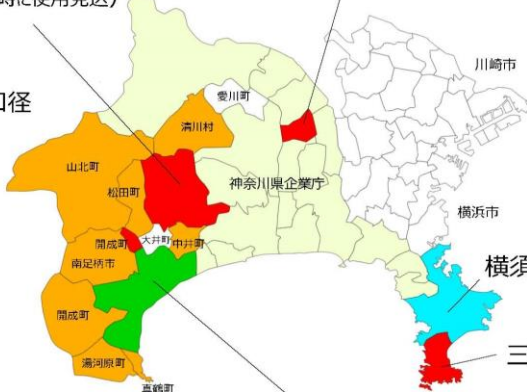 時に使用発送）
口径
愛川町
川崎市
清川村
山北町
松田町
神奈川県企業庁
横浜市
開成町
大井町
中井町
南足柄市
横須
開成町
三
湯河原町
真鶴町